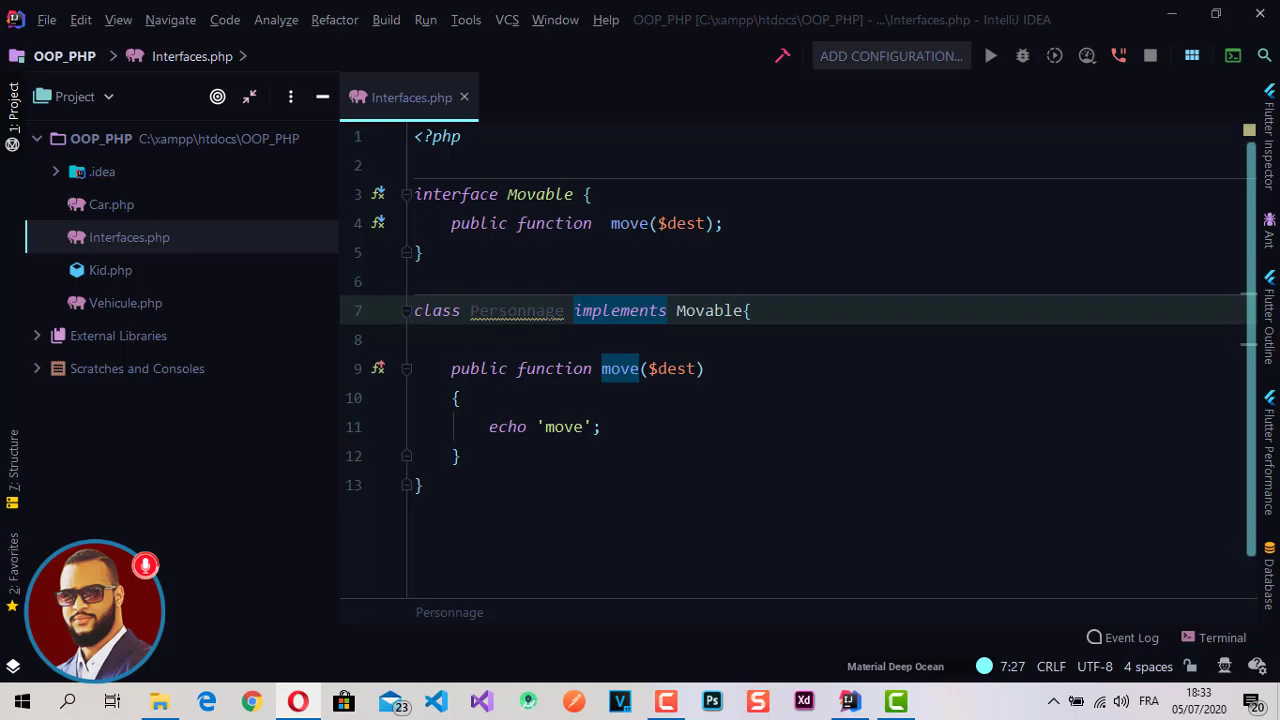 File Edit View Navigate Code Analyze Refactor Build Run Tools VCS Window Help OOP_PHP [C:\xampp\htdocs\OOP_PHP] - ...\Interfaces.php - IntelliJ IDEA
OOP_PHP Interfaces.php ADD CONFIGURATION...
Project Interfaces.php
1: Project
OOP_PHP C:\xampp\htdocs\OOP_PHP
.idea
Car.php
Interfaces.php
Kid.php
Vehicule.php
External Libraries
Scratches and Consoles
7: Structure
2: Favorites
1 <?php
2
3 interface Movable {
4 public function  move($dest);
5 }
6
7 class Personnage implements Movable{
8
9 public function move($dest)
10 {
11 echo 'move';
12 }
13 }
Personnage
Flutter Inspector
Ant
Flutter Outline
Flutter Performance
Database
Event Log Terminal
Material Deep Ocean 7:27 CRLF UTF-8 4 spaces
23 Ps S Xd FRA 18:33
05/07/2020 20